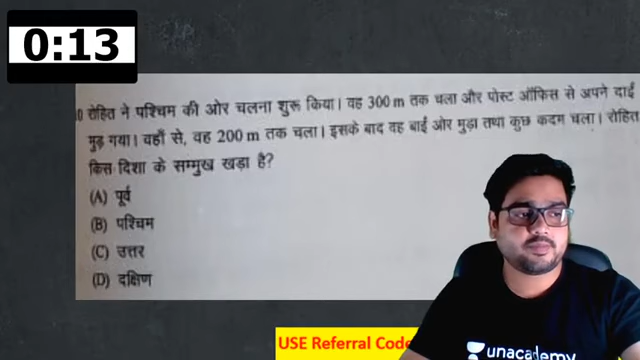 0:13
रोहित ने पश्चिम की ओर चलना शुरू किया। वह 300 m तक चला और पोस्ट ऑफिस से अपने दाईं
मुड़ गया। वहाँ से, वह 200 m तक चला। इसके बाद वह बाईं ओर मुड़ा तथा कुछ कदम चला। रोहित
किस दिशा के सम्मुख खड़ा है?
(A) पूर्व
(B) पश्चिम
(C) उत्तर
(D) दक्षिण
USE Referral Code
unacademy